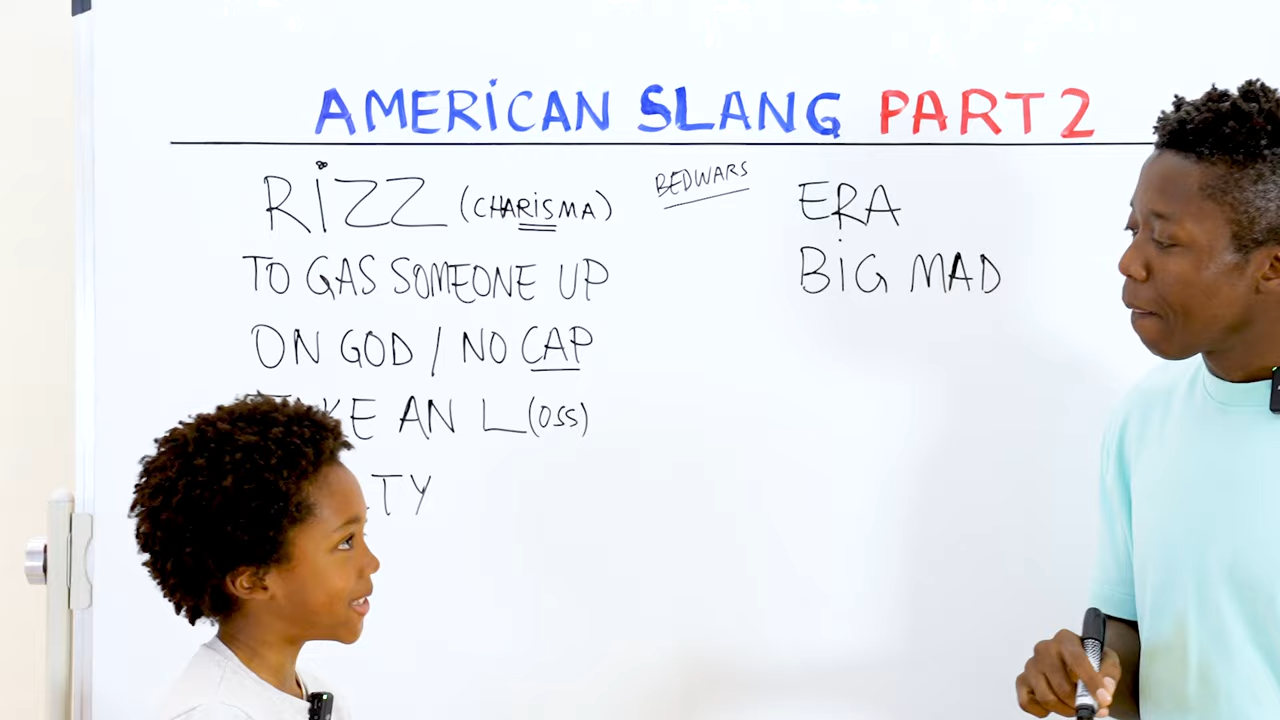 AMERICAN SLANG PART 2
RIZZ (CHARISMA)
TO GAS SOMEONE UP
ON GOD / NO CAP
AN L(OSS)
BEDWARS
ERA
BIG MAD